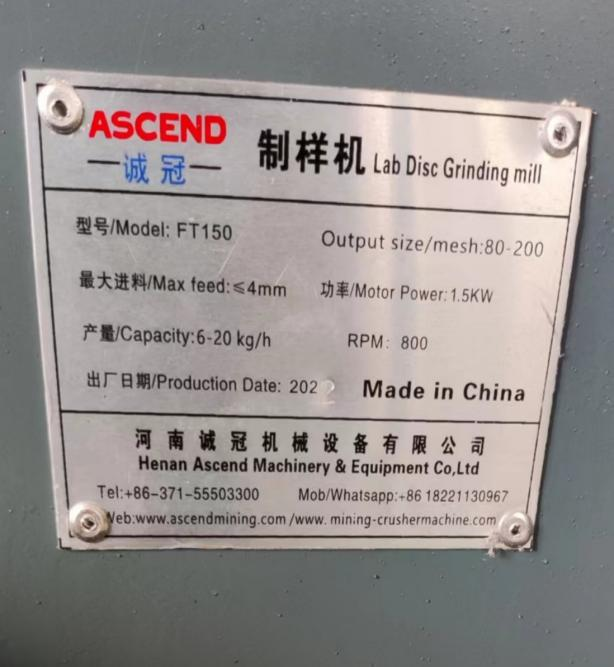 ASCEND
诚冠
制样机 Lab Disc Grinding mill
型号/Model: FT150
Output size/mesh:80-200
最大进料/Max feed:≤4mm
功率/Motor Power: 1.5KW
产量/Capacity:6-20 kg/h
RPM: 800
出厂日期/Production Date: 2022
Made in China
河南诚冠机械设备有限公司
Henan Ascend Machinery & Equipment Co,Ltd
Tel:+86-371-55503300
Mob/Whatsapp:+86 18221130967
Web:www.ascendmining.com /www. mining-crushermachine.com